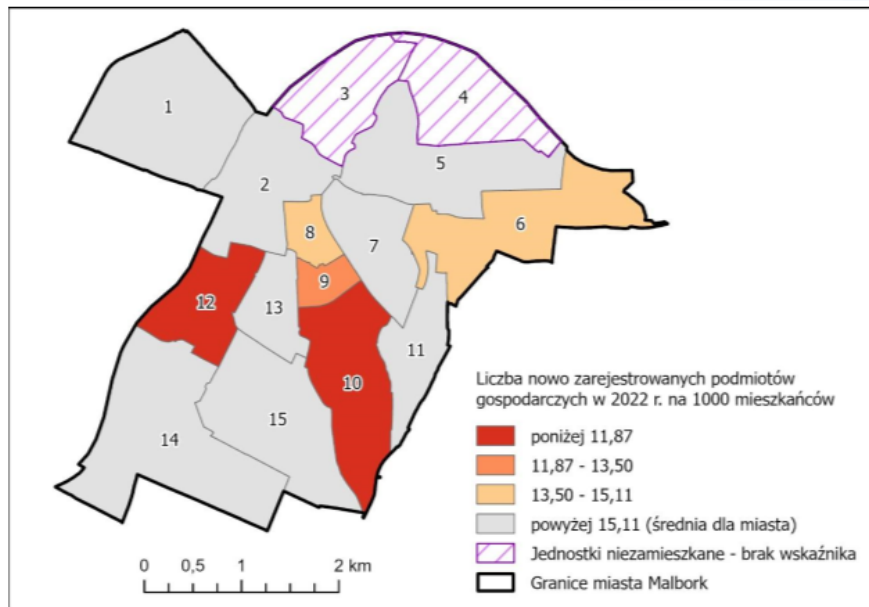 3
4
1
5
2
6
8
7
9
12
13
11
10
15
14
Liczba nowo zarejestrowanych podmiotów
gospodarczych w 2022 r. na 1000 mieszkańców
poniżej 11,87
11,87 - 13,50
13,50 - 15,11
powyżej 15,11 (średnia dla miasta)
Jednostki niezamieszkane - brak wskaźnika
Granice miasta Malbork
0 0,5 1 2 km